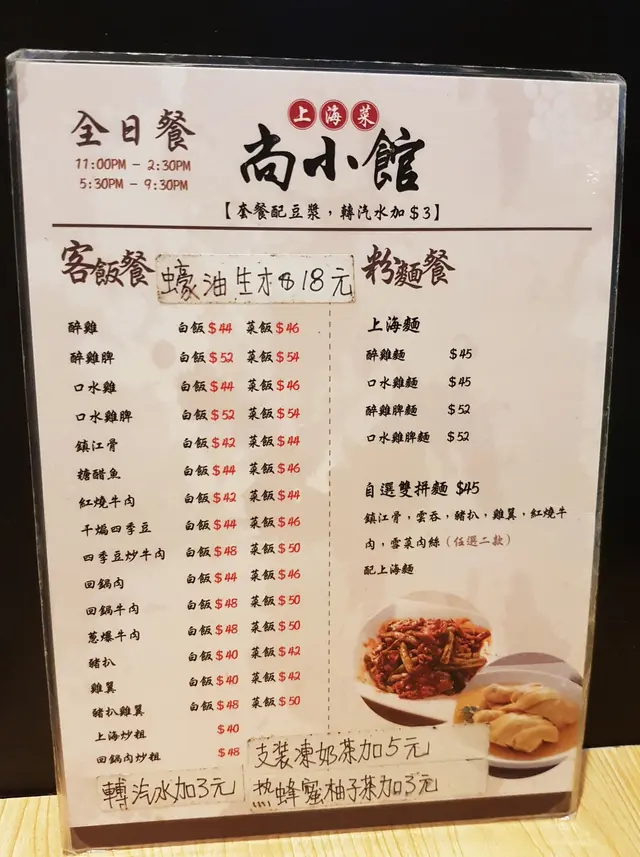 全日餐
11:00PM - 2:30PM
5:30PM - 9:30PM
上海菜
尚小館
【套餐配豆漿，轉汽水加$3】
客飯餐
蠔油生才$18元
醉雞 白飯$44 菜飯$46
醉雞脾 白飯$52 菜飯$54
口水雞 白飯$44 菜飯$46
口水雞脾 白飯$52 菜飯$54
鎮江骨 白飯$42 菜飯$44
糖醋魚 白飯$44 菜飯$46
紅燒牛肉 白飯$42 菜飯$44
干煸四季豆 白飯$44 菜飯$46
四季豆炒牛肉 白飯$48 菜飯$50
回鍋肉 白飯$44 菜飯$46
回鍋牛肉 白飯$48 菜飯$50
蔥爆牛肉 白飯$48 菜飯$50
豬扒 白飯$40 菜飯$42
雞翼 白飯$40 菜飯$42
豬扒雞翼 白飯$48 菜飯$50
上海炒粗 $40
回鍋肉炒粗 $48
粉麵餐
上海麵
醉雞麵 $45
口水雞麵 $45
醉雞脾麵 $52
口水雞脾麵 $52
自選雙拼麵 $45
鎮江骨，雲吞，豬扒，雞翼，紅燒牛
肉，雪菜肉絲（任選二款）
配上海麵
轉汽水加3元
支装凍奶茶加5元
热蜂蜜柚子茶加3元